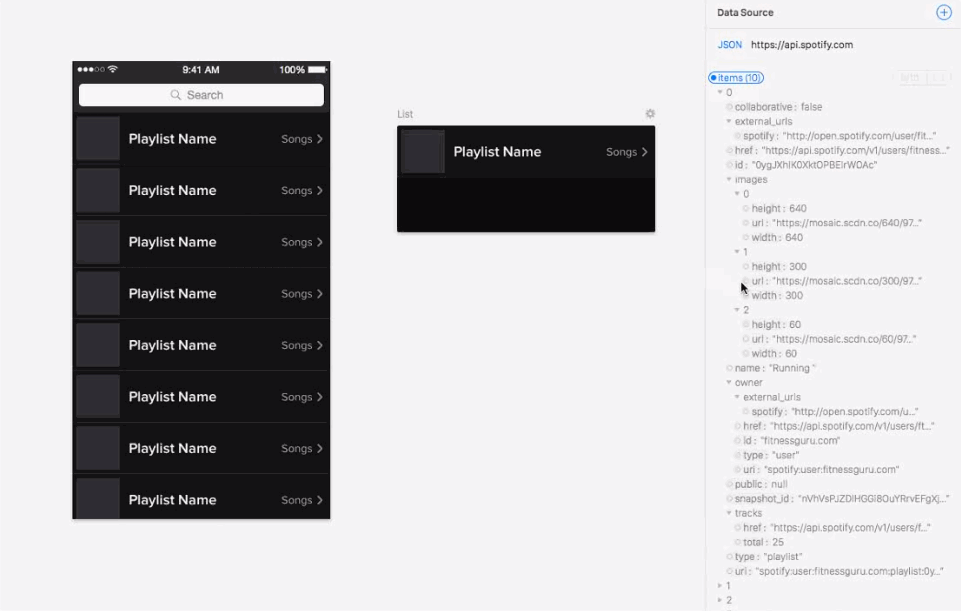 9:41 AM
100%
Search
Playlist Name
Songs
Playlist Name
Songs
Playlist Name
Songs
Playlist Name
Songs
Playlist Name
Songs
Playlist Name
Songs
Playlist Name
Songs
Playlist Name
Songs
List
Playlist Name
Songs
Data Source
JSON https://api.spotify.com
items (10)
0
collaborative : false
external_urls
spotify : "http://open.spotify.com/user/fit..."
href : "https://api.spotify.com/v1/users/fitness..."
images
0
height : 640
url : "https://mosaic.scdn.co/640/97..."
width : 640
1
height : 300
url : "https://mosaic.scdn.co/300/97..."
width : 300
2
height : 60
url : "https://mosaic.scdn.co/60/97..."
width : 60
name : "Running "
owner
external_urls
spotify : "http://open.spotify.com/u..."
href : "https://api.spotify.com/v1/users/fit..."
id : "fitnessguru.com"
type : "user"
uri : "spotify:user:fitnessguru.com"
public : null
tracks
href : "https://api.spotify.com/v1/users/f..."
total : 25
type : "playlist"
uri : "spotify:user:fitnessguru.com:playlist:0y..."
1
2